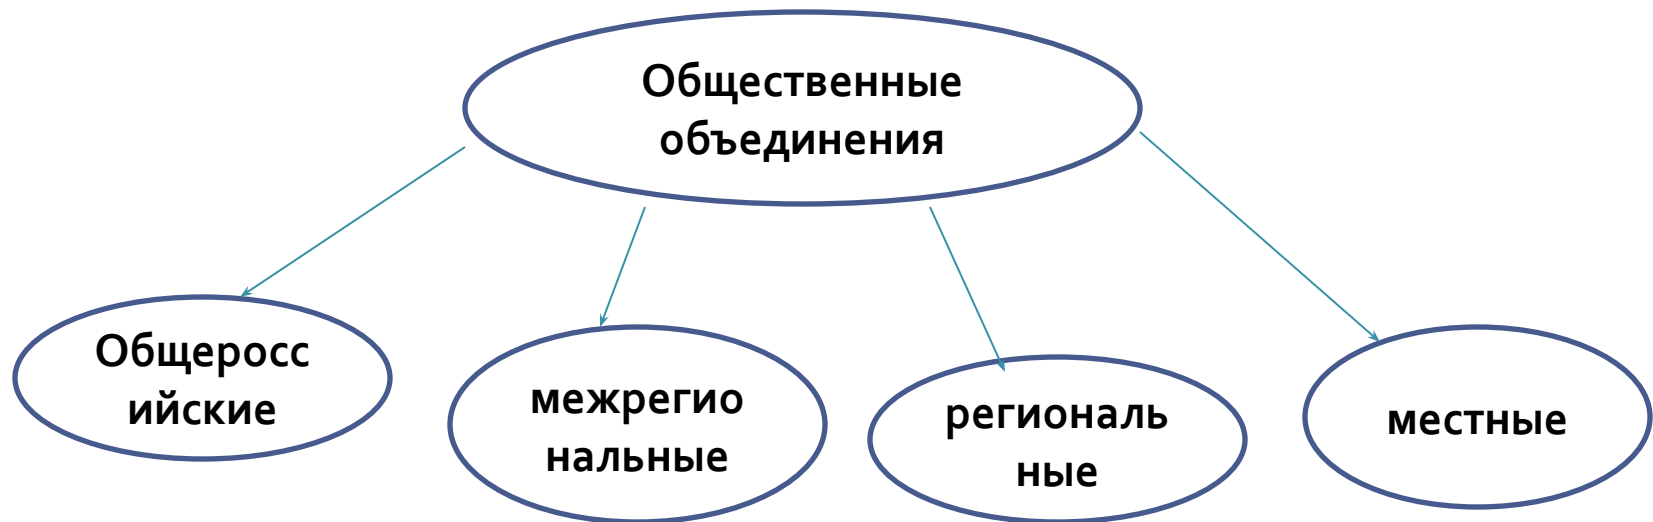 Общественные
объединения
Общеросс
ийские
межрегио
нальные
региональ
ные
местные